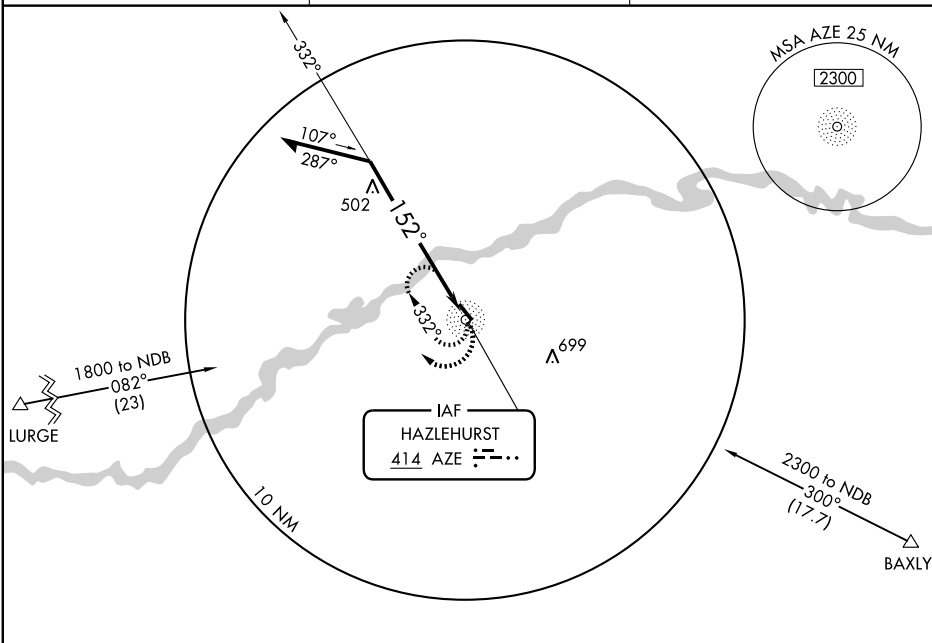 MSA AZE 25 NM
2300
332°
107°
287°
502
152°
332°
699
1800 to NDB
082°
(23)
LURGE
IAF
HAZLEHURST
414 AZE
10 NM
2300 to NDB
300°
(17.7)
BAXLY